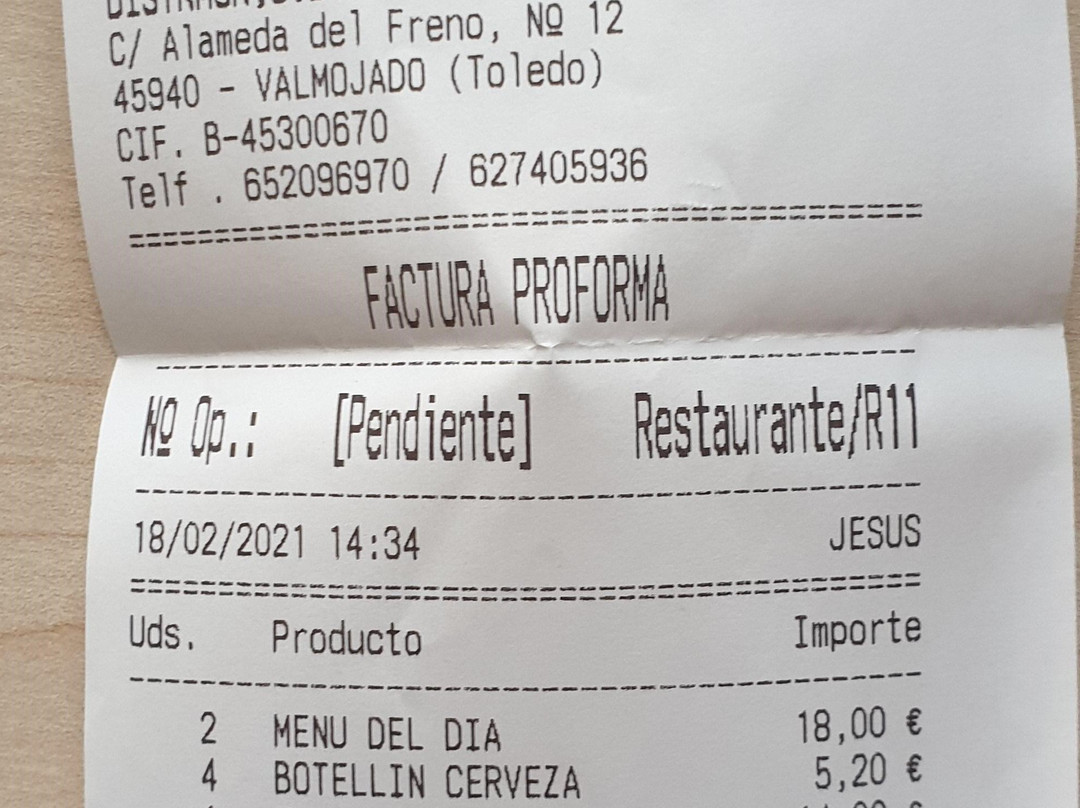 C/ Alameda del Freno, Nº 12
45940 - VALMOJADO (Toledo)
CIF. B-45300670
Telf . 652096970 / 627405936
FACTURA PROFORMA
Nº Op.: [Pendiente] Restaurante/R11
18/02/2021 14:34 JESUS
Uds. Producto Importe
2 MENU DEL DIA 18,00 €
4 BOTELLIN CERVEZA 5,20 €